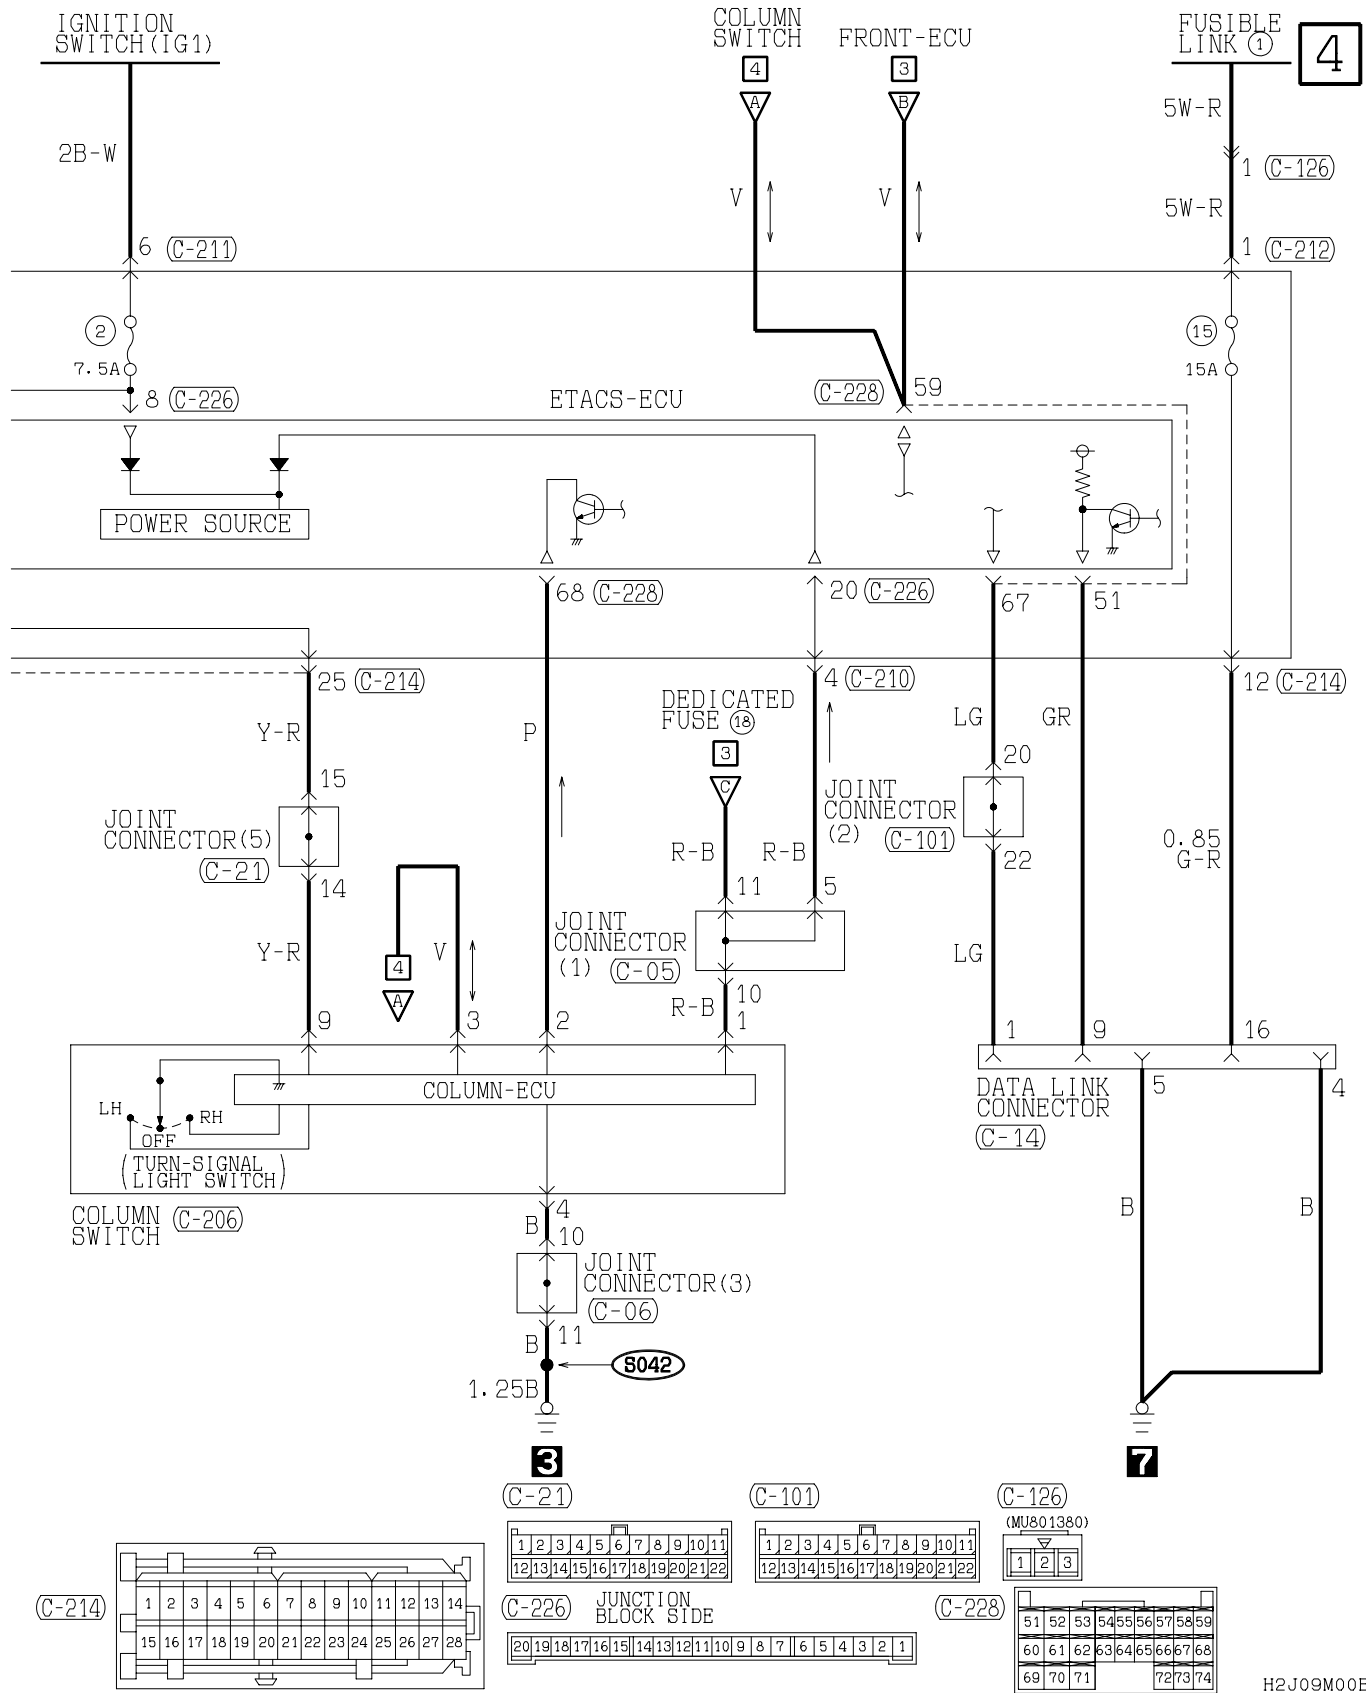 IGNITION
SWITCH(IG1)
COLUMN
SWITCH
FRONT-ECU
FUSIBLE
LINK 1
4
4
3
A
B
5W-R
2B-W
1 (C-126)
V
V
5W-R
6 (C-211)
1 (C-212)
2
15
7.5A
15A
8 (C-226)
ETACS-ECU
(C-228) 59
POWER SOURCE
68 (C-228)
20 (C-226)
67
51
25 (C-214)
4 (C-210)
12 (C-214)
DEDICATED
FUSE 18
3
C
Y-R
P
LG
GR
20
15
JOINT
CONNECTOR(5)
(C-21)
14
JOINT
CONNECTOR
(2) (C-101)
22
0.85
G-R
R-B
R-B
11
5
JOINT
CONNECTOR
(1) (C-05)
Y-R
4
A
V
LG
10
R-B
9
3
2
1
1
9
16
COLUMN-ECU
DATA LINK
CONNECTOR
(C-14)
5
4
LH
OFF
RH
(TURN-SIGNAL
LIGHT SWITCH)
COLUMN
SWITCH
(C-206)
4
B
10
B
B
JOINT
CONNECTOR(3)
(C-06)
11
B
S042
1.25B
3
7
(C-21)
(C-101)
(C-126)
(MU801380)
1 2 3 4 5 6 7 8 9 10 11
12 13 14 15 16 17 18 19 20 21 22
1 2 3 4 5 6 7 8 9 10 11
12 13 14 15 16 17 18 19 20 21 22
1 2 3
(C-214)
1 2 3 4 5 6 7 8 9 10 11 12 13 14
15 16 17 18 19 20 21 22 23 24 25 26 27 28
(C-226)
JUNCTION
BLOCK SIDE
20 19 18 17 16 15 14 13 12 11 10 9 8 7 6 5 4 3 2 1
(C-228)
51 52 53 54 55 56 57 58 59
60 61 62 63 64 65 66 67 68
69 70 71 72 73 74
H2J09M00B